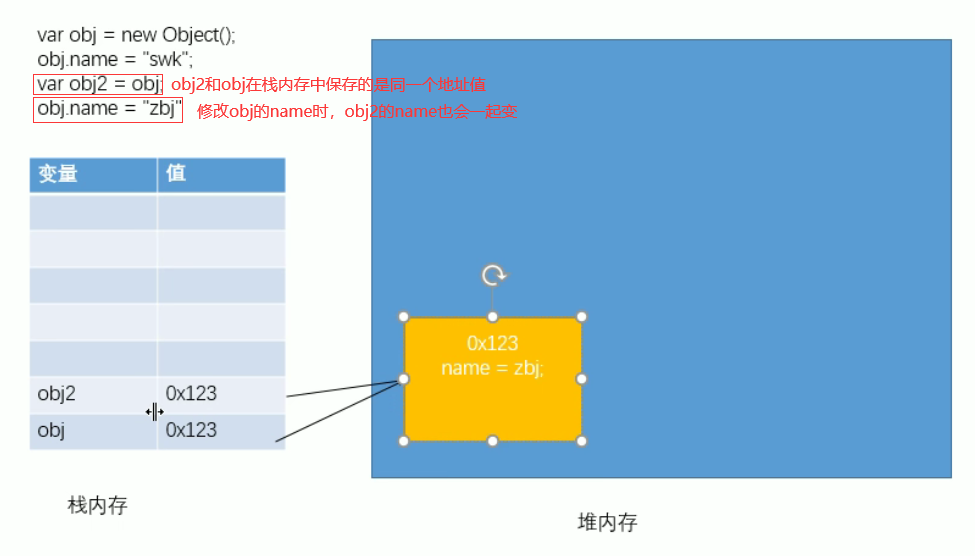 var obj = new Object();
obj.name = "swk";
var obj2 = obj; obj2和obj在栈内存中保存的是同一个地址值
obj.name = "zbj" 修改obj的name时，obj2的name也会一起变
变量 值
0x123
name = zbj;
obj2 0x123
obj 0x123
栈内存
堆内存